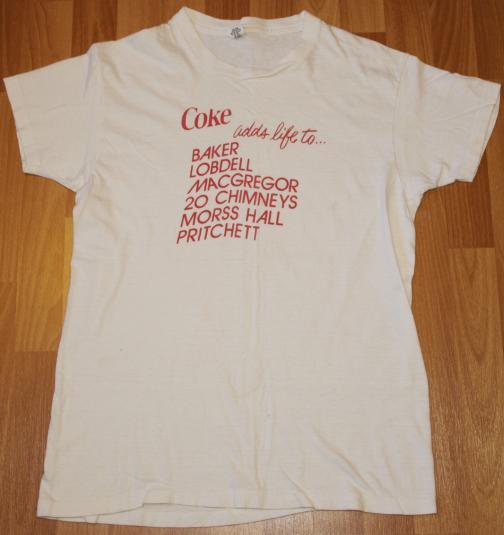 Coke adds life to...
BAKER
LOBDELL
MACGREGOR
20 CHIMNEYS
MORSS HALL
PRITCHETT